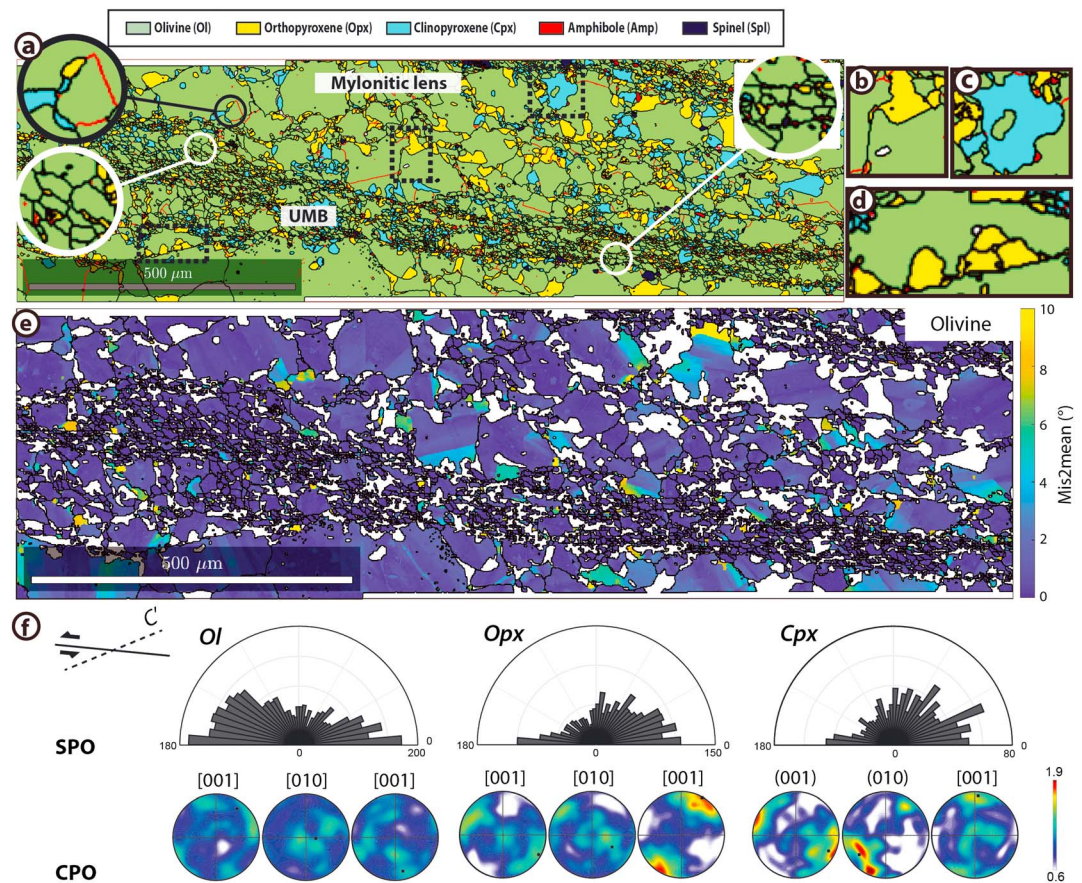 Olivine (Ol) Orthopyroxene (Opx) Clinopyroxene (Cpx) Amphibole (Amp) Spinel (Spl)
a
Mylonitic lens
UMB
500 µm
b
c
d
e
Olivine
10
8
6
4
2
0
Mis2mean (°)
500 µm
f
C'
Ol
Opx
Cpx
SPO
180 0 200 0
180 0 150 0
180 0 80 0
[001] [010] [001]
[001] [010] [001]
(001) (010) [001]
CPO
1.9
0.6